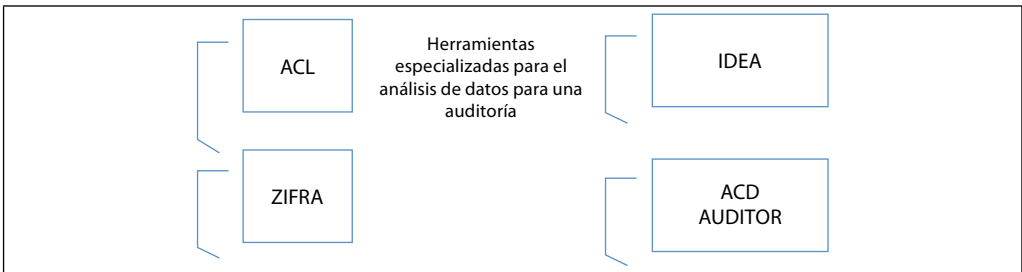 ACL
Herramientas
especializadas para el
análisis de datos para una
auditoría
IDEA
ZIFRA
ACD
AUDITOR